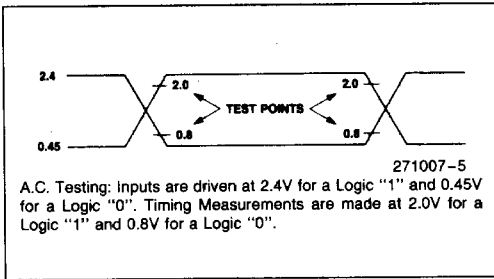 2.4
2.0
2.0
TEST POINTS
0.8
0.8
0.45
271007-5
A.C. Testing: Inputs are driven at 2.4V for a Logic "1" and 0.45V
for a Logic "0". Timing Measurements are made at 2.0V for a
Logic "1" and 0.8V for a Logic "0".